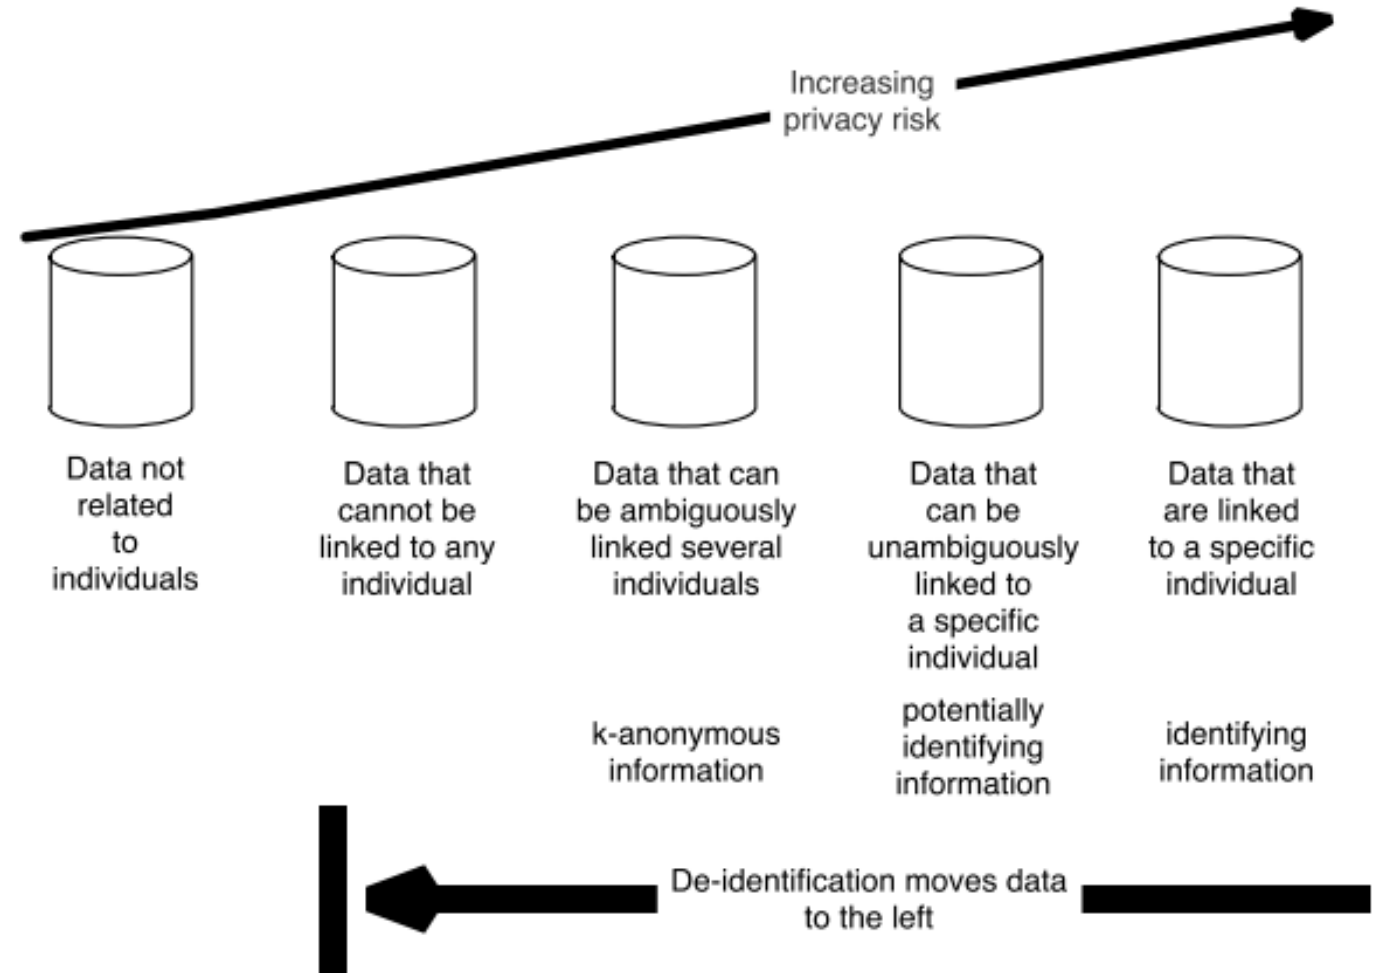 Increasing
privacy risk
Data not
related
to
individuals
Data that
cannot be
linked to any
individual
Data that can
be ambiguously
linked several
individuals
Data that
can be
unambiguously
linked to
a specific
individual
Data that
are linked
to a specific
individual
k-anonymous
information
potentially
identifying
information
identifying
information
De-identification moves data
to the left